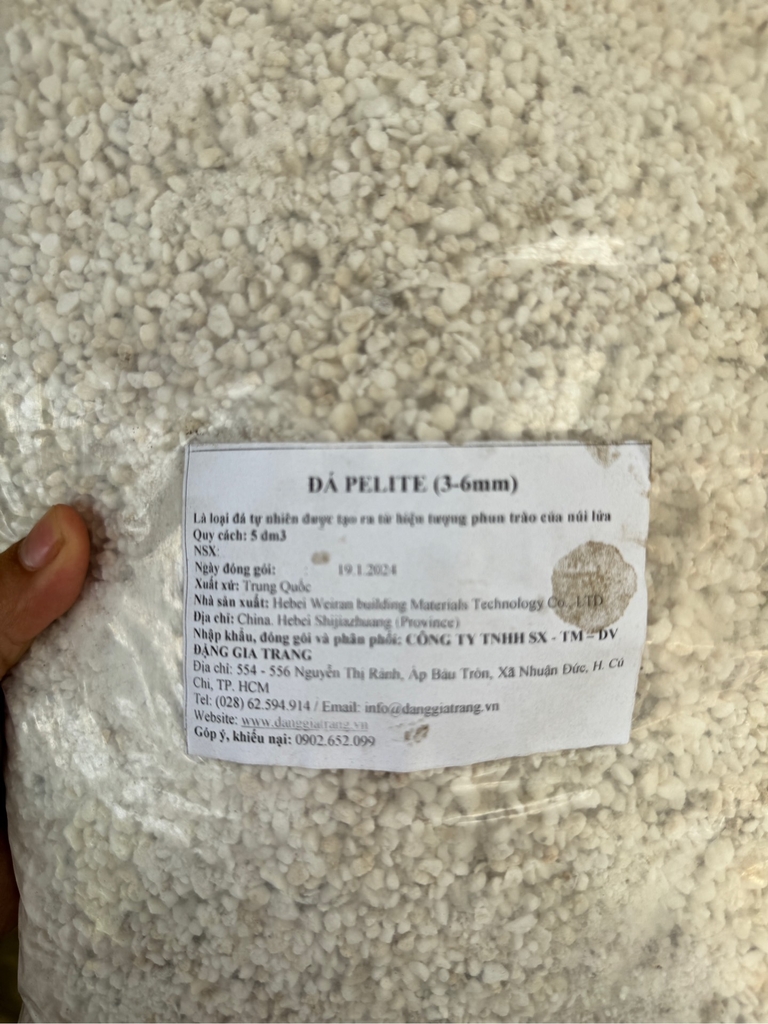 ĐÁ PELITE (3-6mm)
Là loại đá tự nhiên được tạo ra từ hiện tượng phun trào của núi lửa
Quy cách: 5 dm3
NSX:
Ngày đóng gói: 19.1.2024
Xuất xứ: Trung Quốc
Nhà sản xuất: Hebei Weiran building Materials Technology Co., LTD
Địa chỉ: China. Hebei Shijiazhuang (Province)
Nhập khẩu, đóng gói và phân phối: CÔNG TY TNHH SX - TM – DV
ĐẶNG GIA TRANG
Địa chỉ: 554 - 556 Nguyễn Thị Rành, Ấp Bàu Tròn, Xã Nhuận Đức, H. Củ
Chi, TP. HCM
Tel: (028) 62.594.914 / Email: info@danggiatrang.vn
Website: www.danggiatrang.vn
Góp ý, khiếu nại: 0902.652.099